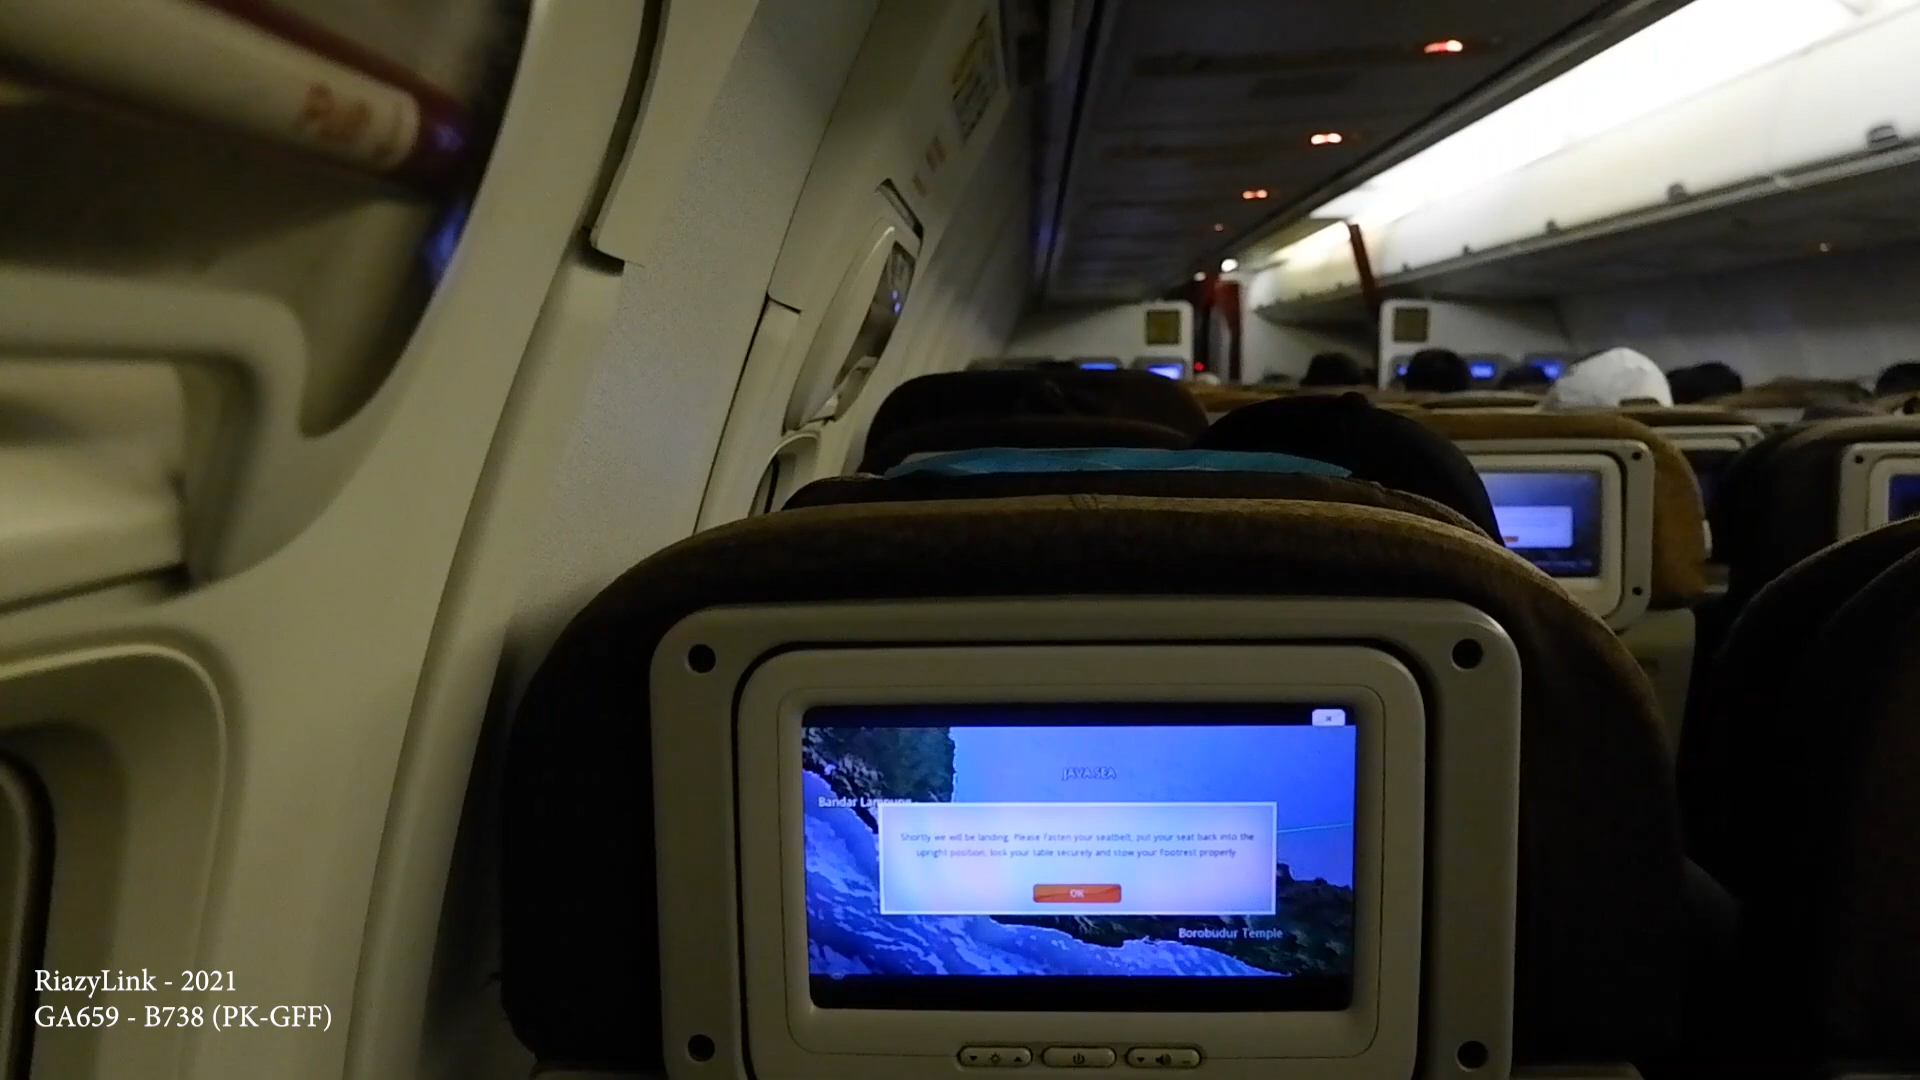 JAVA SEA
Bandar Lampung
Shortly we will be landing. Please fasten your seatbelt, put your seat back into the
upright position, lock your table securely and stow your footrest properly
OK
Borobudur Temple
RiazyLink - 2021
GA659 - B738 (PK-GFF)